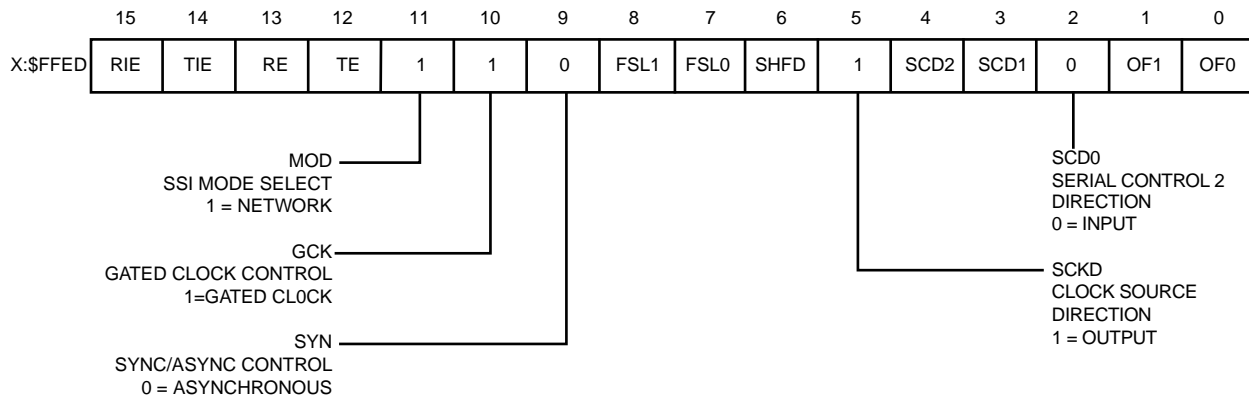 15 14 13 12 11 10 9 8 7 6 5 4 3 2 1 0
X:$FFED RIE TIE RE TE 1 1 0 FSL1 FSL0 SHFD 1 SCD2 SCD1 0 OF1 OF0
MOD
SSI MODE SELECT
1 = NETWORK
GCK
GATED CLOCK CONTROL
1=GATED CL0CK
SYN
SYNC/ASYNC CONTROL
0 = ASYNCHRONOUS
SCD0
SERIAL CONTROL 2
DIRECTION
0 = INPUT
SCKD
CLOCK SOURCE
DIRECTION
1 = OUTPUT